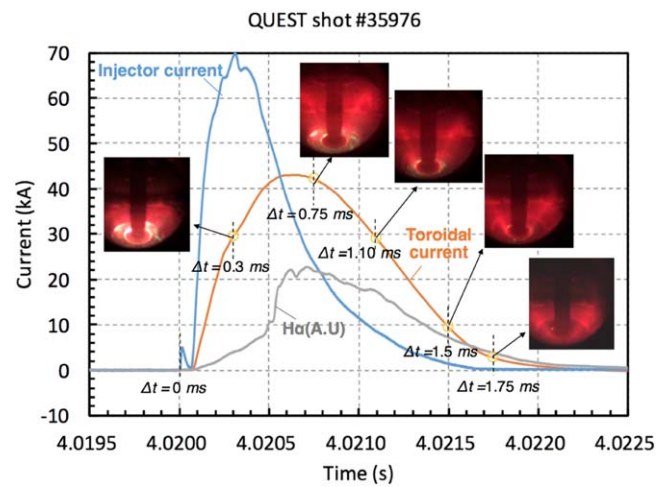 QUEST shot #35976
70
60
50
40
30
20
10
0
-10
Current (kA)
Injector current
Δt = 0.75 ms
Δt = 0.3 ms
Δt =1.10 ms
Toroidal
current
Hα(A.U)
Δt =1.5 ms
Δt = 0 ms
Δt =1.75 ms
4.0195 4.0200 4.0205 4.0210 4.0215 4.0220 4.0225
Time (s)